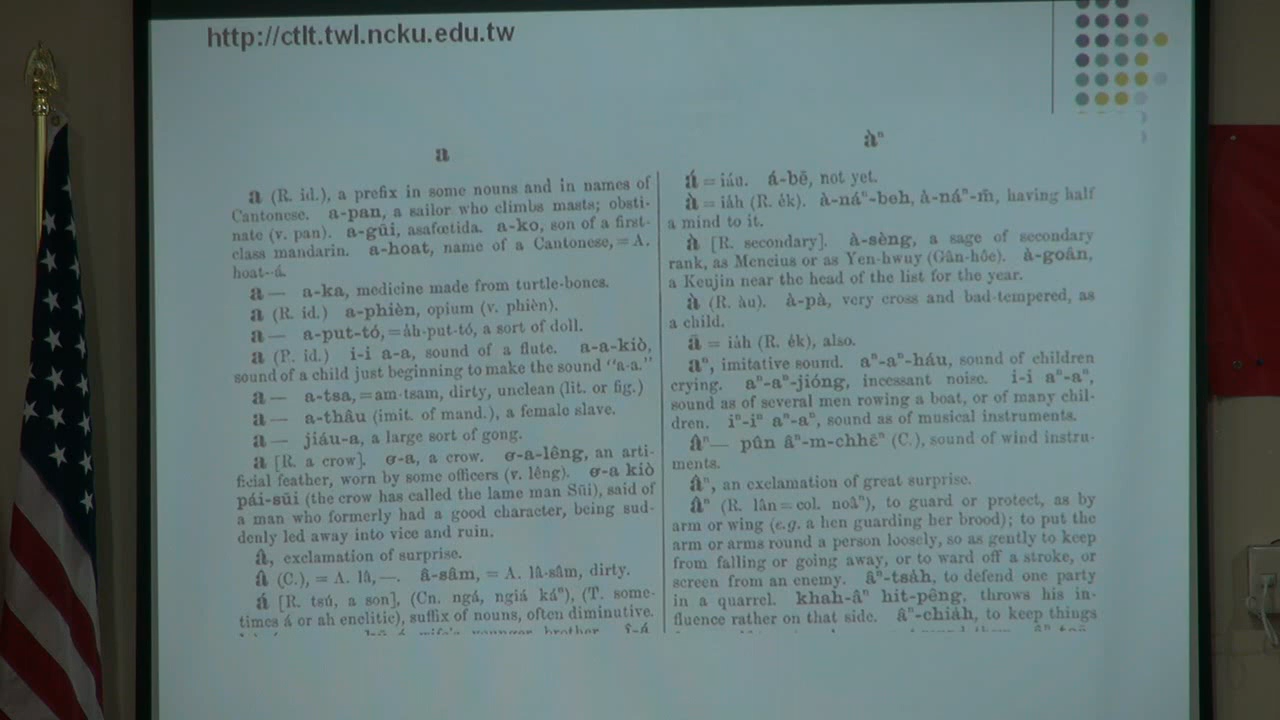 http://ctlt.twl.ncku.edu.tw
a
a (R. id.), a prefix in some nouns and in names of
Cantonese. a-pan, a sailor who climbs masts; obsti-
nate (v. pan). a-gúi, asafœtida. a-ko, son of a first-
class mandarin. a-hoat, name of a Cantonese, = A.
hoat--á.
a — a-ka, medicine made from turtle-bones.
a (R. id.) a-phièn, opium (v. phièn).
a — a-put-tó, = a̍h-put-tó, a sort of doll.
a (R. id.) i-i a-a, sound of a flute. a-a-kiò,
sound of a child just beginning to make the sound "a-a."
a — a-tsa, = am-tsam, dirty, unclean (lit. or fig.)
a — a-thâu (imit. of mand.), a female slave.
a — jiáu-a, a large sort of gong.
a [R. a crow]. ɵ-a, a crow. ɵ-a-lêng, an arti-
ficial feather, worn by some officers (v. lêng). ɵ-a kiò
pái-sūi (the crow has called the lame man Sūi), said of
a man who formerly had a good character, being sud-
denly led away into vice and ruin.
â, exclamation of surprise.
â (C.), = A. lâ, —. â-sâm, = A. lâ-sâm, dirty.
á [R. tsú, a son], (Cn. ngá, ngiá káⁿ), (T. some-
times á or ah enclitic), suffix of nouns, often diminutive.
wife's younger brother
àⁿ
á = iáu. á-bē, not yet.
à = ia̍h (R. e̍k). à-náⁿ-beh, à-náⁿ-m̄, having half
a mind to it.
à [R. secondary]. à-sèng, a sage of secondary
rank, as Mencius or as Yen-hwuy (Gân-hôe). à-goân,
a Keujin near the head of the list for the year.
à (R. àu). à-pà, very cross and bad-tempered, as
a child.
ā = ia̍h (R. e̍k), also.
aⁿ, imitative sound. aⁿ-aⁿ-háu, sound of children
crying. aⁿ-aⁿ-jióng, incessant noise. i-i aⁿ-aⁿ,
sound as of several men rowing a boat, or of many chil-
dren. iⁿ-iⁿ aⁿ-aⁿ, sound as of musical instruments.
âⁿ — pûn âⁿ-m-chhēⁿ (C.), sound of wind instru-
ments.
âⁿ, an exclamation of great surprise.
âⁿ (R. lân = col. noâⁿ), to guard or protect, as by
arm or wing (e.g. a hen guarding her brood); to put the
arm or arms round a person loosely, so as gently to keep
from falling or going away, or to ward off a stroke, or
screen from an enemy. âⁿ-tsa̍h, to defend one party
in a quarrel. khah-âⁿ hit-pêng, throws his in-
fluence rather on that side. âⁿ-chia̍h, to keep things